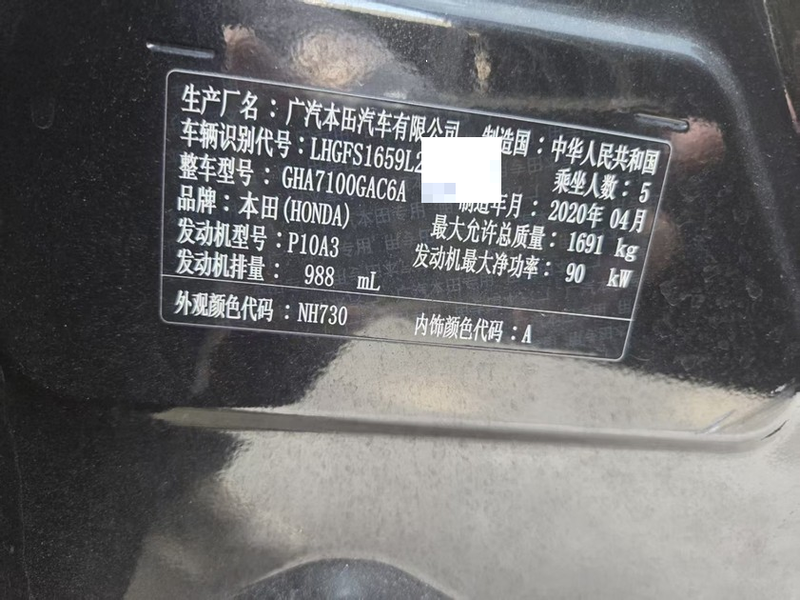 生产厂名：广汽本田汽车有限公司 制造国：中华人民共和国
车辆识别代号：LHGFS1659L2 乘坐人数：5
整车型号：GHA7100GAC6A 制造年月：2020年04月
品牌：本田(HONDA) 最大允许总质量：1691 kg
发动机型号：P10A3 发动机最大净功率：90 kW
发动机排量：988 mL
外观颜色代码：NH730 内饰颜色代码：A